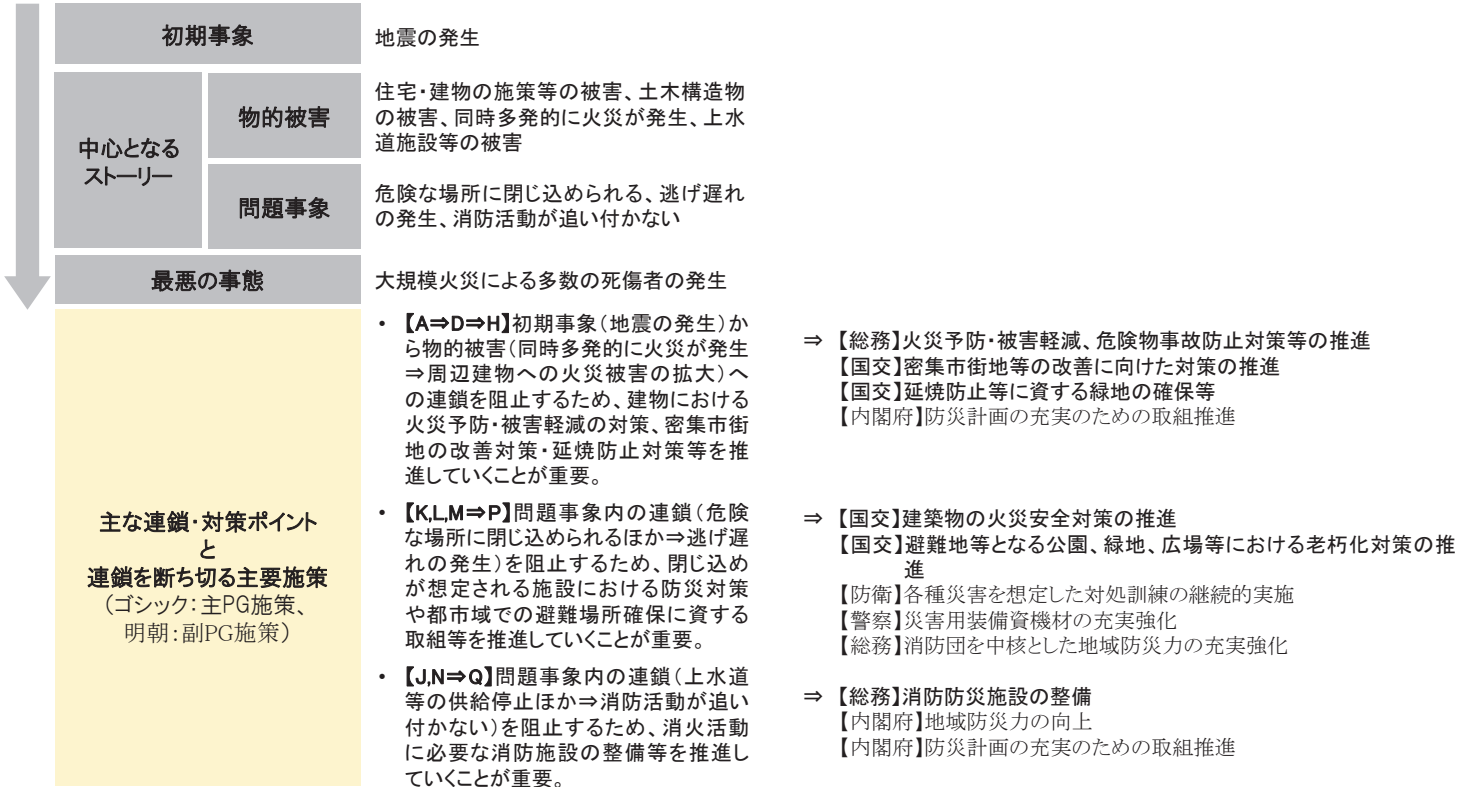 初期事象
地震の発生
中心となる
ストーリー
物的被害
住宅・建物の施策等の被害、土木構造物
の被害、同時多発的に火災が発生、上水
道施設等の被害
問題事象
危険な場所に閉じ込められる、逃げ遅れ
の発生、消防活動が追い付かない
最悪の事態
大規模火災による多数の死傷者の発生
主な連鎖・対策ポイント
と
連鎖を断ち切る主要施策
(ゴシック:主PG施策、
明朝:副PG施策)
・ 【A⇒D⇒H】初期事象(地震の発生)か
ら物的被害(同時多発的に火災が発生
⇒周辺建物への火災被害の拡大)へ
の連鎖を阻止するため、建物における
火災予防・被害軽減の対策、密集市街
地の改善対策・延焼防止対策等を推
進していくことが重要。
⇒ 【総務】火災予防・被害軽減、危険物事故防止対策等の推進
【国交】密集市街地等の改善に向けた対策の推進
【国交】延焼防止等に資する緑地の確保等
【内閣府】防災計画の充実のための取組推進
・ 【K,L,M⇒P】問題事象内の連鎖(危険
な場所に閉じ込められるほか⇒逃げ遅
れの発生)を阻止するため、閉じ込め
が想定される施設における防災対策
や都市域での避難場所確保に資する
取組等を推進していくことが重要。
⇒ 【国交】建築物の火災安全対策の推進
【国交】避難地等となる公園、緑地、広場等における老朽化対策の推
進
【防衛】各種災害を想定した対処訓練の継続的実施
【警察】災害用装備資機材の充実強化
【総務】消防団を中核とした地域防災力の充実強化
・ 【J,N⇒Q】問題事象内の連鎖(上水道
等の供給停止ほか⇒消防活動が追い
付かない)を阻止するため、消火活動
に必要な消防施設の整備等を推進し
ていくことが重要。
⇒ 【総務】消防防災施設の整備
【内閣府】地域防災力の向上
【内閣府】防災計画の充実のための取組推進